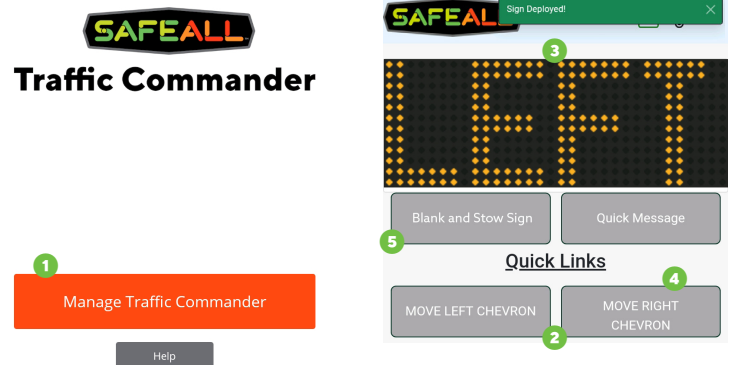 SAFEALL
Traffic Commander
1
Manage Traffic Commander
Help
SAFEALL
Sign Deployed!
3
LEFT
Blank and Stow Sign
Quick Message
5
Quick Links
4
MOVE LEFT CHEVRON
MOVE RIGHT
CHEVRON
2